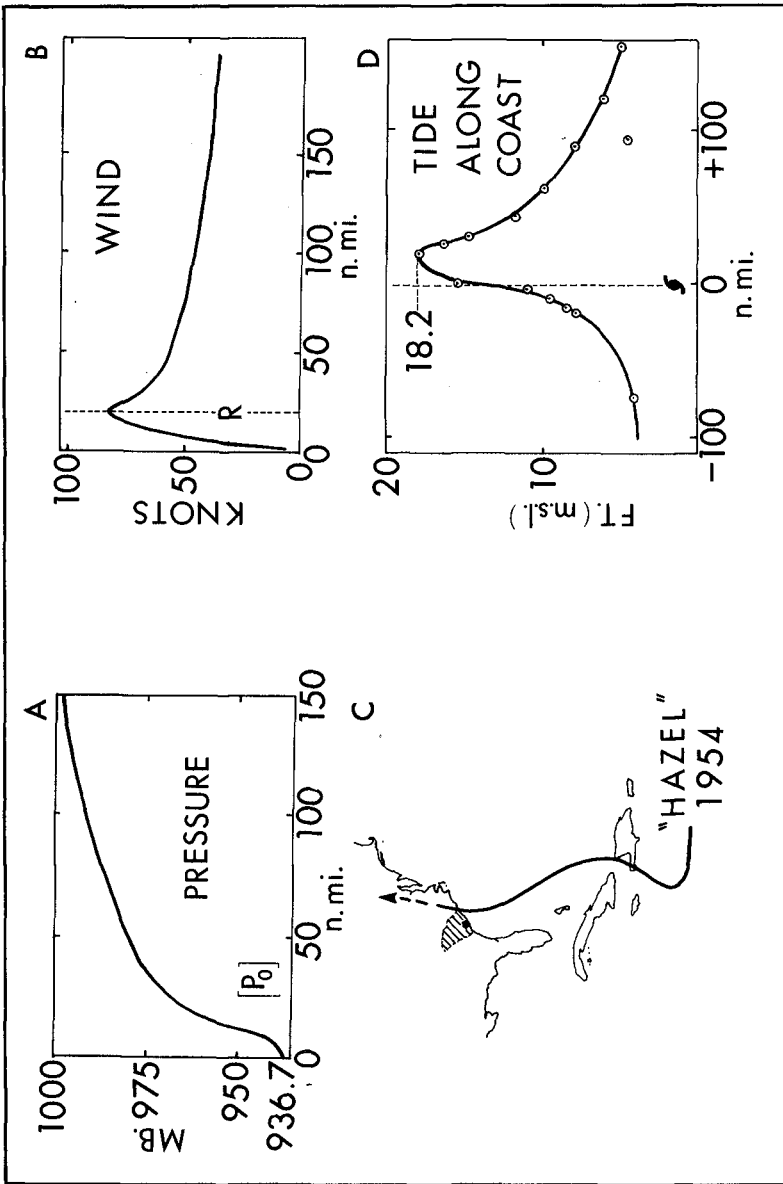 A
1000
MB. 975
950
936.7
[P₀]
PRESSURE
0
50
100
150
n. mi.
B
100
KNOTS
50
0
WIND
R
0
50
100
150
n. mi.
C
"HAZEL"
1954
D
20
FT. (m.s.l.)
10
18.2
TIDE
ALONG
COAST
-100
0
+100
n. mi.